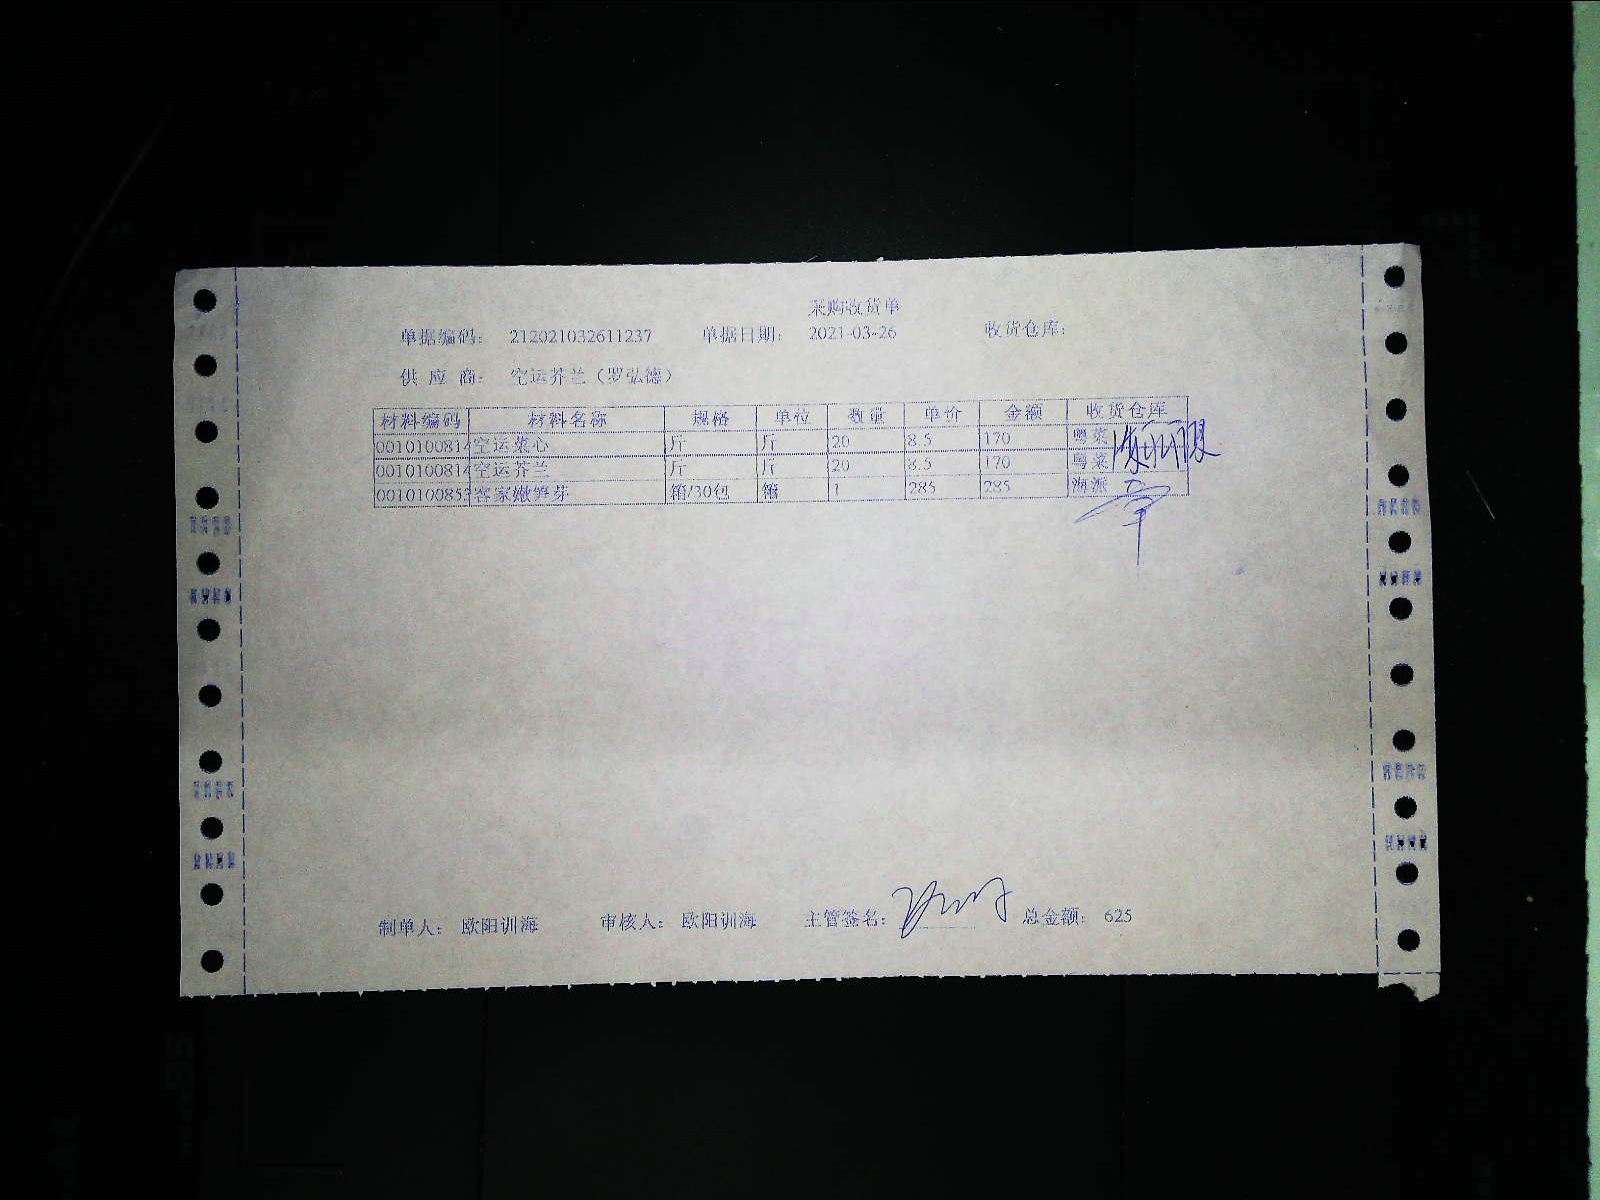 采购收货单
单据编码： 212021032611237 单据日期： 2021-03-26 收货仓库：
供 应 商： 空运芥兰（罗弘德）
材料编码 材料名称 规格 单位 数量 单价 金额 收货仓库
0010100814 空运菜心 斤 斤 20 8.5 170 粤菜
0010100814 空运芥兰 斤 斤 20 8.5 170 粤菜
0010100853 客家嫩笋芽 箱/30包 箱 1 285 285 海派
制单人： 欧阳训海 审核人： 欧阳训海 主管签名： 总金额： 625